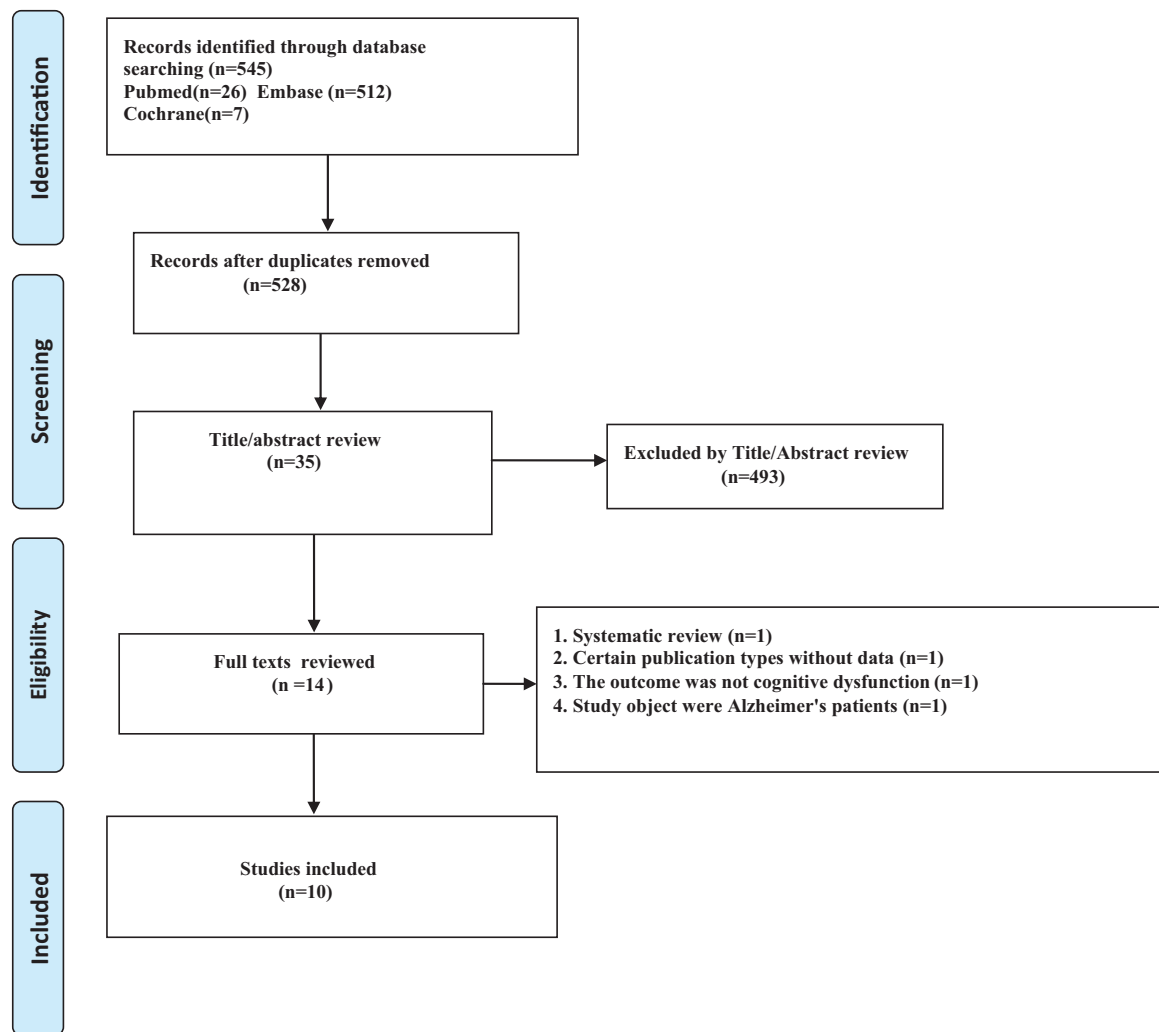 Identification
Records identified through database
searching (n=545)
Pubmed(n=26)  Embase (n=512)
Cochrane(n=7)
Records after duplicates removed
(n=528)
Screening
Title/abstract review
(n=35)
Excluded by Title/Abstract review
(n=493)
Eligibility
Full texts  reviewed
(n =14)
1. Systematic review (n=1)
2. Certain publication types without data (n=1)
3. The outcome was not cognitive dysfunction (n=1)
4. Study object were Alzheimer's patients (n=1)
Included
Studies included
(n=10)